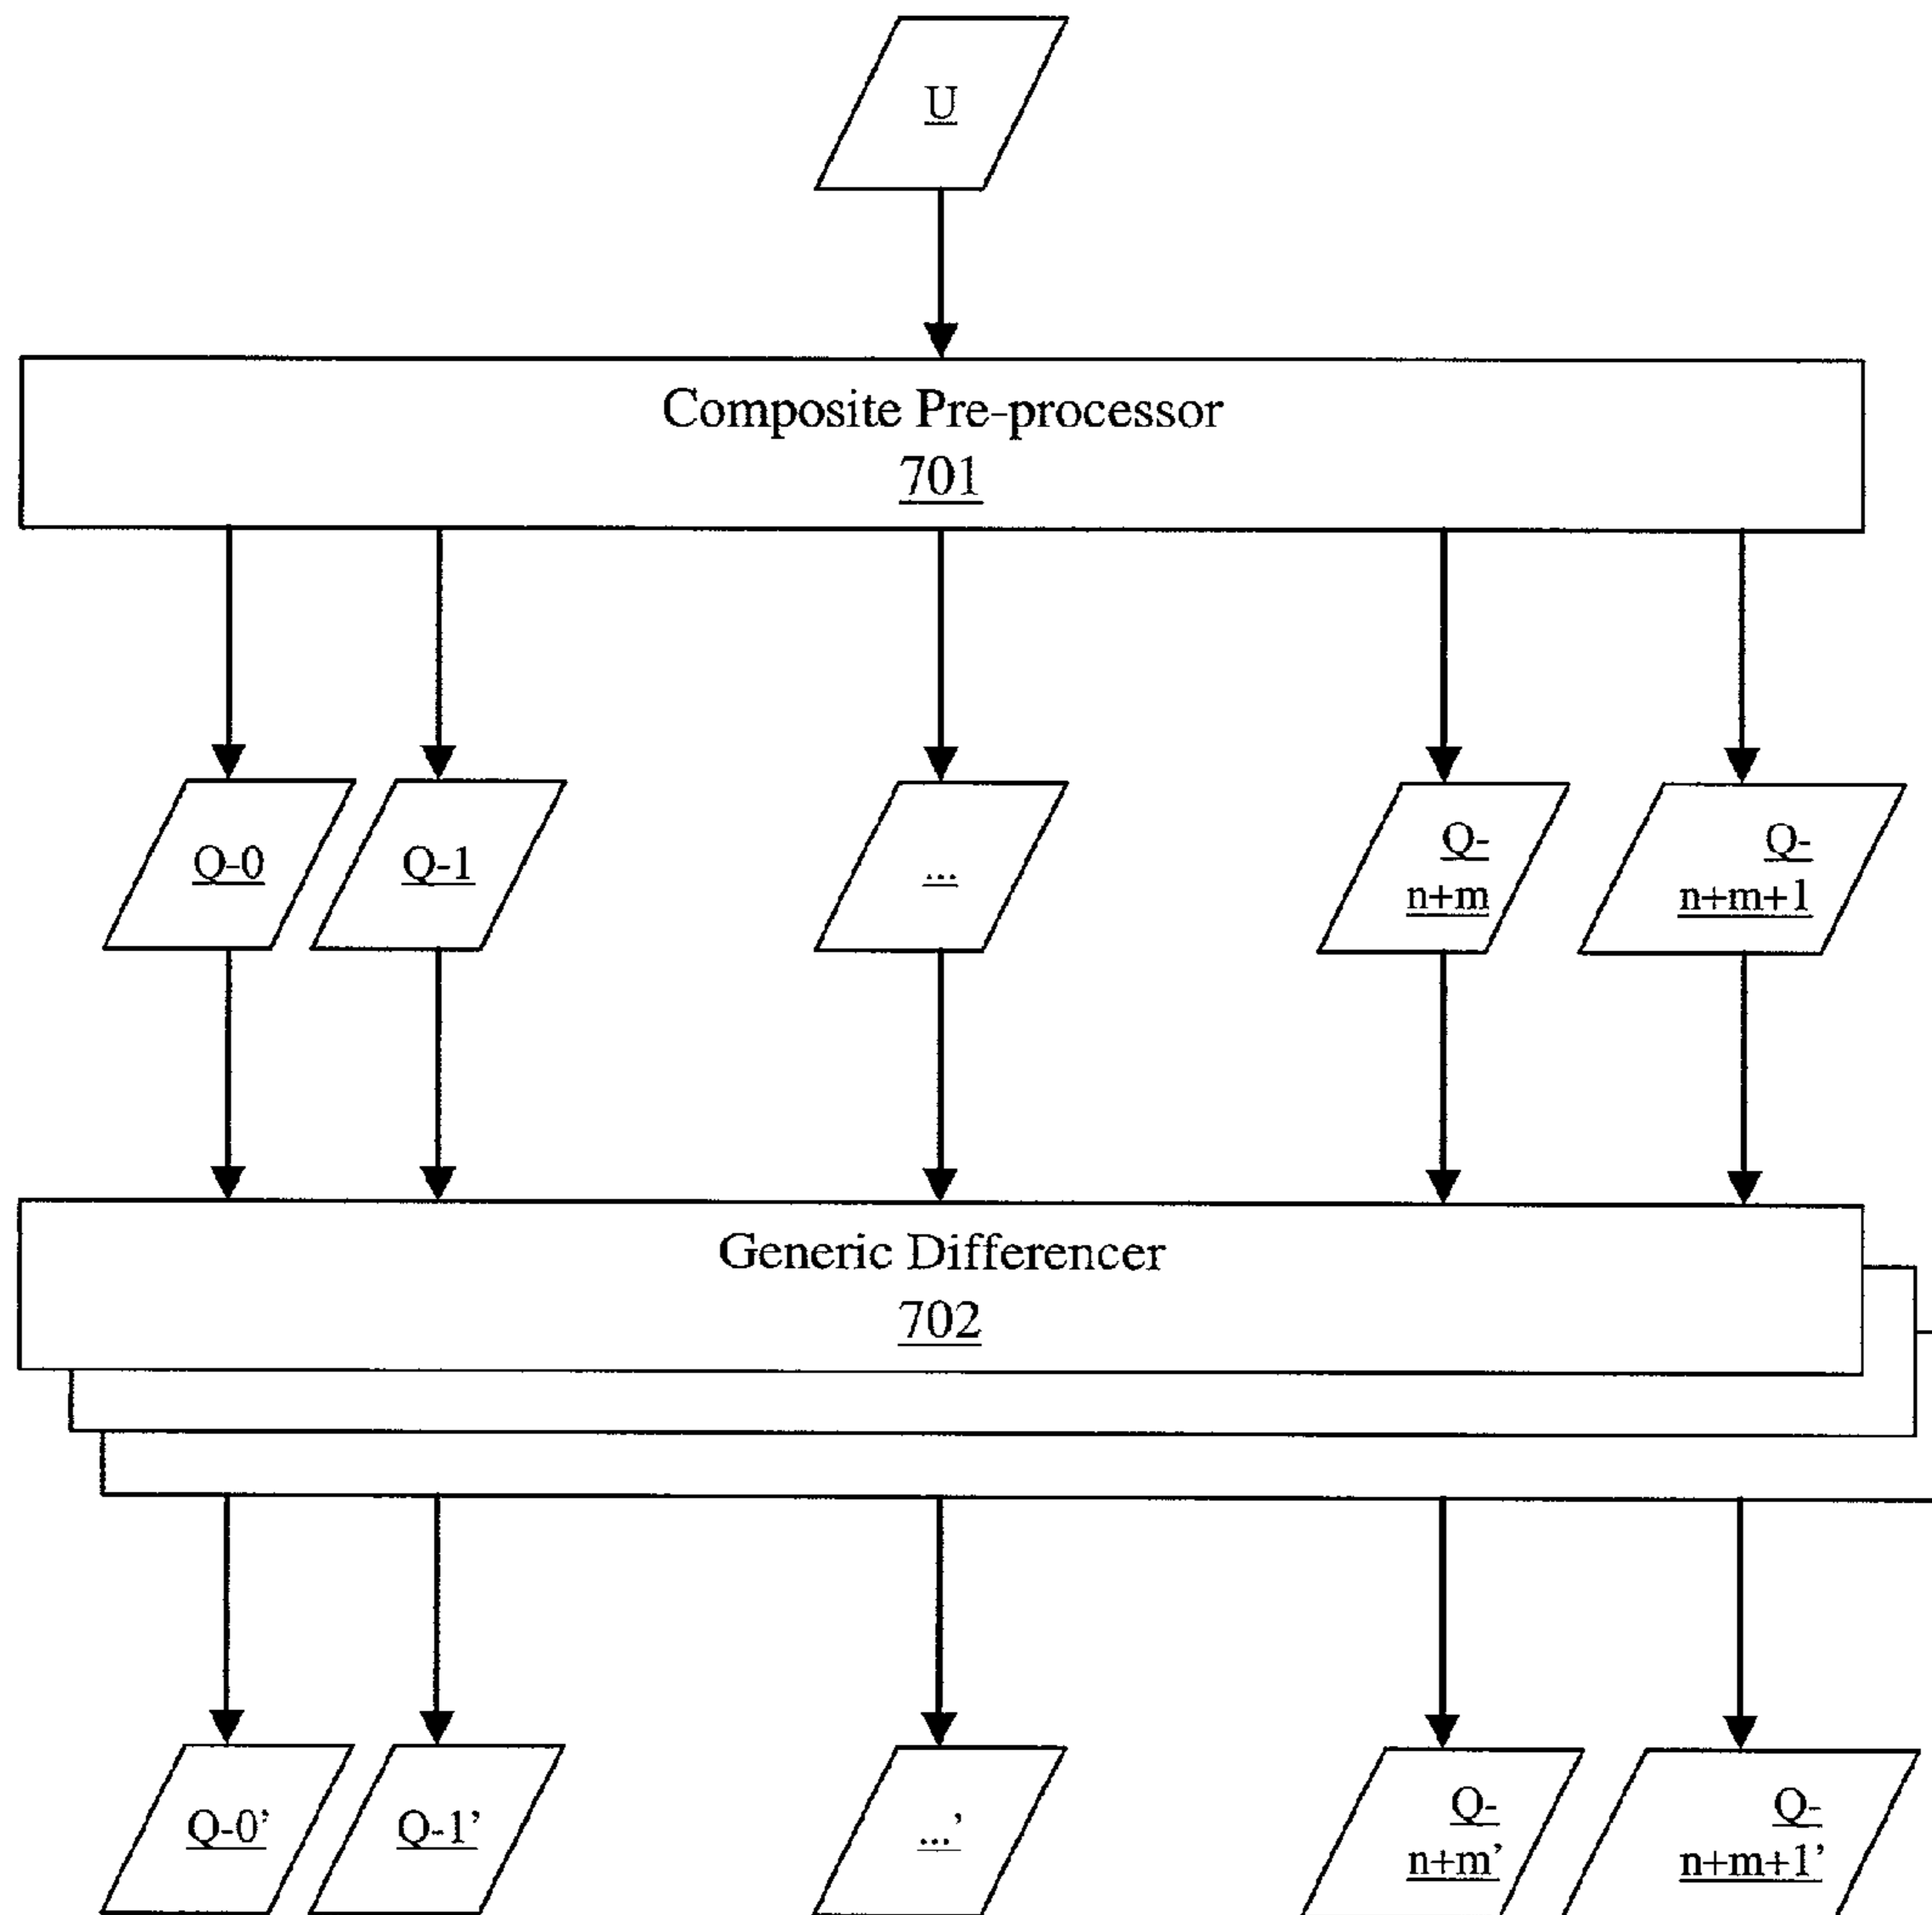 U
Composite Pre-processor
701
Q-0
Q-1
...
Q-
n+m
Q-
n+m+1
Generic Differencer
702
Q-0’
Q-1’
...’
Q-
n+m’
Q-
n+m+1’